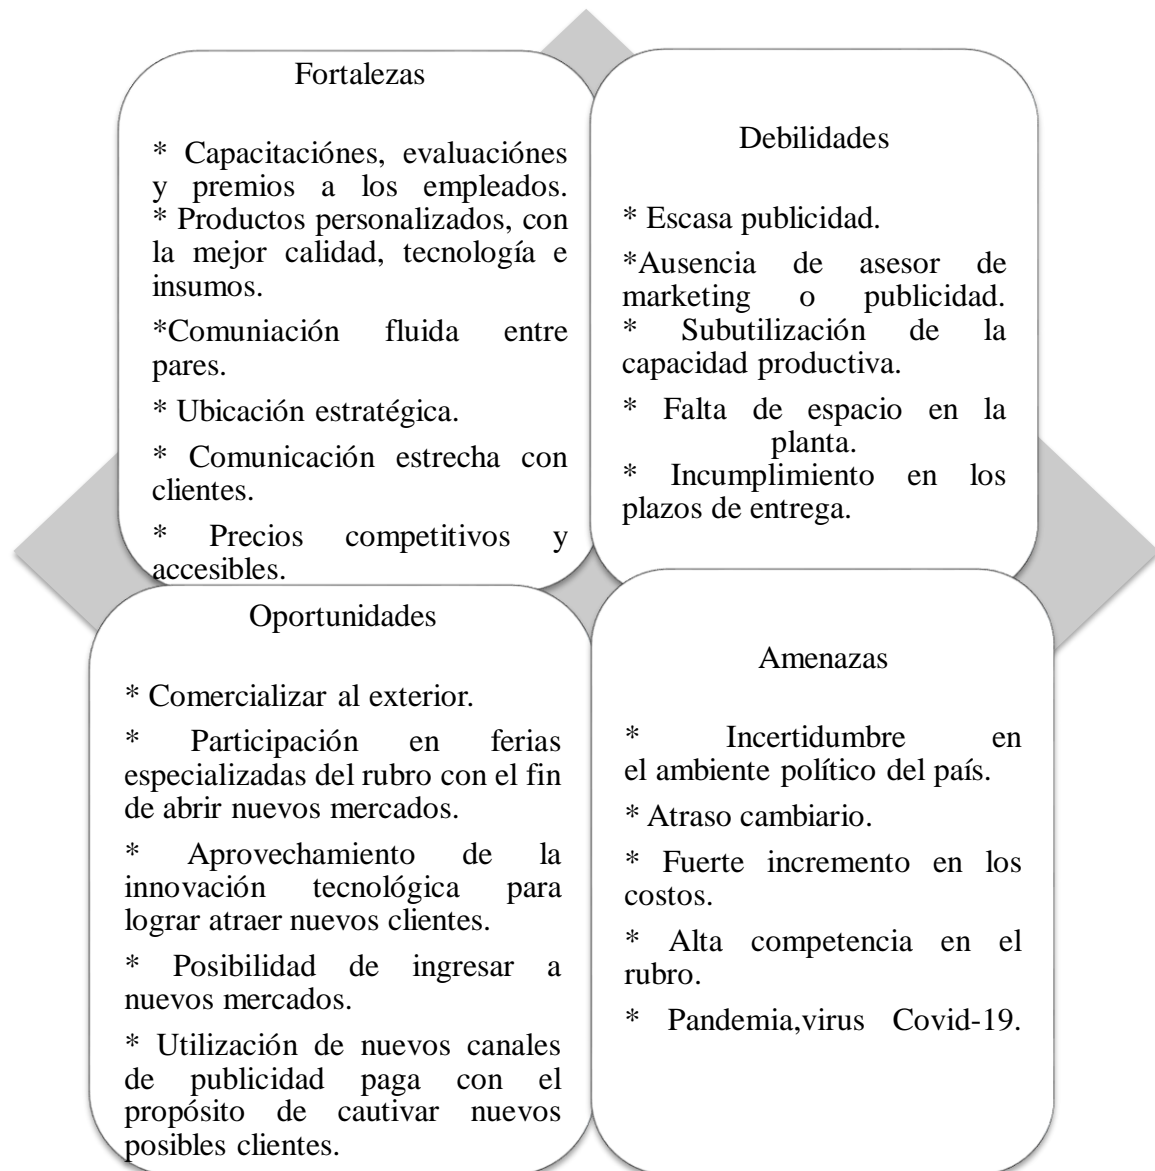 Fortalezas
* Capacitaciónes, evaluaciónes
y premios a los empleados.
* Productos personalizados, con
la mejor calidad, tecnología e
insumos.
*Comuniación fluida entre
pares.
* Ubicación estratégica.
* Comunicación estrecha con
clientes.
* Precios competitivos y
accesibles.
Debilidades
* Escasa publicidad.
*Ausencia de asesor de
marketing o publicidad.
* Subutilización de la
capacidad productiva.
* Falta de espacio en la
planta.
* Incumplimiento en los
plazos de entrega.
Oportunidades
* Comercializar al exterior.
* Participación en ferias
especializadas del rubro con el fin
de abrir nuevos mercados.
* Aprovechamiento de la
innovación tecnológica para
lograr atraer nuevos clientes.
* Posibilidad de ingresar a
nuevos mercados.
* Utilización de nuevos canales
de publicidad paga con el
propósito de cautivar nuevos
posibles clientes.
Amenazas
* Incertidumbre en
el ambiente político del país.
* Atraso cambiario.
* Fuerte incremento en los
costos.
* Alta competencia en el
rubro.
* Pandemia,virus Covid-19.